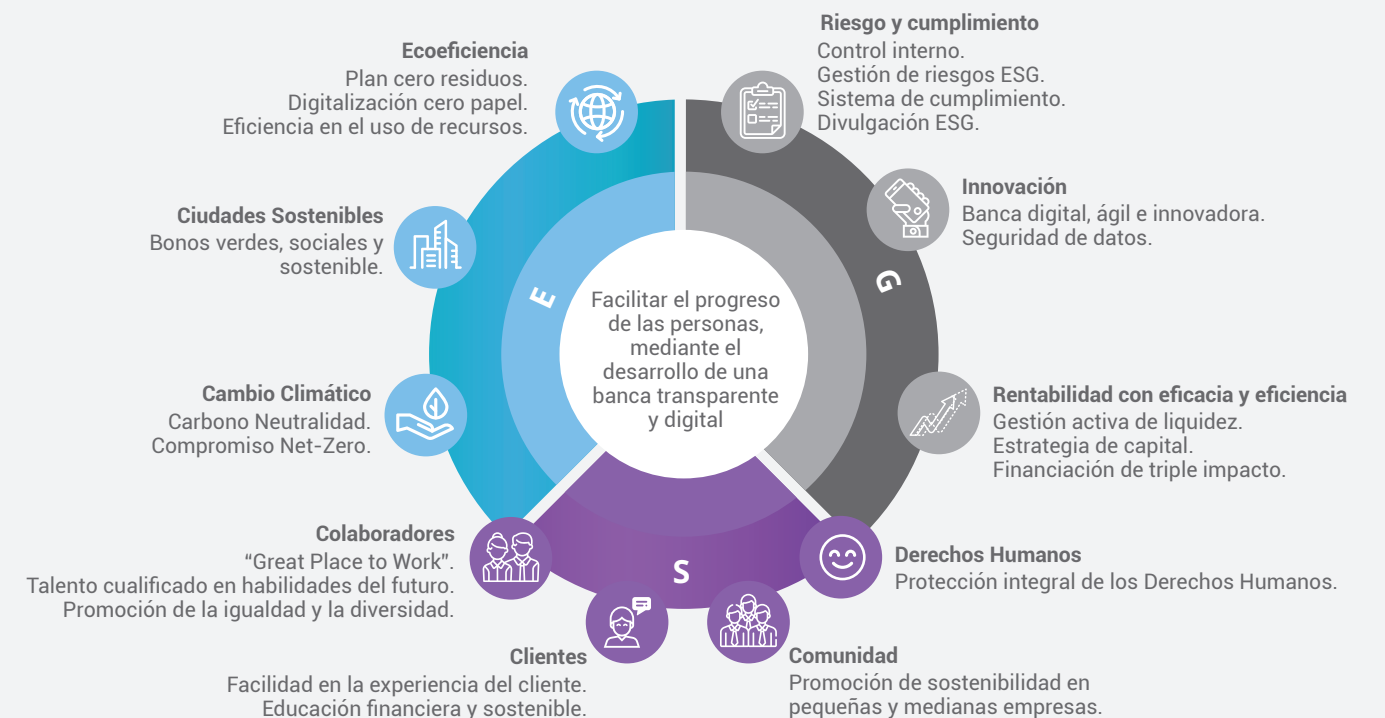 Ecoeficiencia
Plan cero residuos.
Digitalización cero papel.
Eficiencia en el uso de recursos.
Ciudades Sostenibles
Bonos verdes, sociales y
sostenible.
Cambio Climático
Carbono Neutralidad.
Compromiso Net-Zero.
Colaboradores
“Great Place to Work”.
Talento cualificado en habilidades del futuro.
Promoción de la igualdad y la diversidad.
Clientes
Facilidad en la experiencia del cliente.
Educación financiera y sostenible.
E
Facilitar el progreso
de las personas,
mediante el
desarrollo de una
banca transparente
y digital
G
S
Riesgo y cumplimiento
Control interno.
Gestión de riesgos ESG.
Sistema de cumplimiento.
Divulgación ESG.
Innovación
Banca digital, ágil e innovadora.
Seguridad de datos.
Rentabilidad con eficacia y eficiencia
Gestión activa de liquidez.
Estrategia de capital.
Financiación de triple impacto.
Derechos Humanos
Protección integral de los Derechos Humanos.
Comunidad
Promoción de sostenibilidad en
pequeñas y medianas empresas.